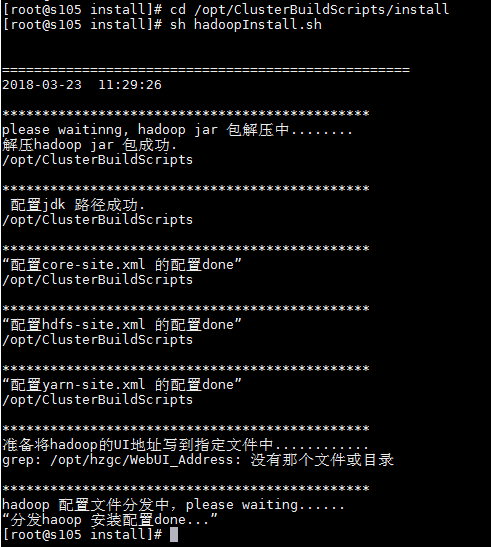 [root@s105 install]# cd /opt/ClusterBuildScripts/install
[root@s105 install]# sh hadoopInstall.sh
===================================================
2018-03-23  11:29:26
**********************************************
please waitinng, hadoop jar 包解压中........
解压hadoop jar 包成功.
/opt/ClusterBuildScripts
**********************************************
配置jdk 路径成功.
/opt/ClusterBuildScripts
**********************************************
“配置core-site.xml 的配置done”
/opt/ClusterBuildScripts
**********************************************
“配置hdfs-site.xml 的配置done”
/opt/ClusterBuildScripts
**********************************************
“配置yarn-site.xml 的配置done”
/opt/ClusterBuildScripts
**********************************************
准备将hadoop的UI地址写到指定文件中............
grep: /opt/hzgc/WebUI_Address: 没有那个文件或目录
**********************************************
hadoop 配置文件分发中，please waiting......
“分发haoop 安装配置done...”
[root@s105 install]#